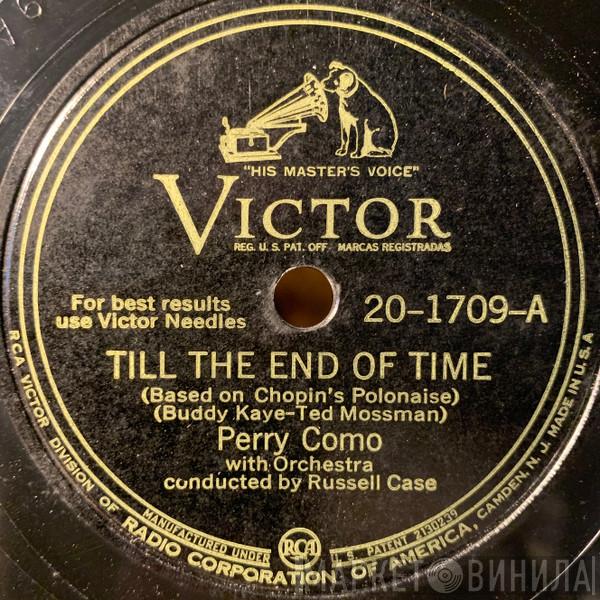 "HIS MASTER'S VOICE"
VICTOR
REG. U. S. PAT. OFF. MARCAS REGISTRADAS
For best results
use Victor Needles
20-1709-A
TILL THE END OF TIME
(Based on Chopin's Polonaise)
(Buddy Kaye-Ted Mossman)
Perry Como
with Orchestra
conducted by Russell Case
MANUFACTURED UNDER RCA U. S. PATENT 2130239
RCA VICTOR DIVISION OF RADIO CORPORATION OF AMERICA, CAMDEN, N. J. MADE IN U.S.A
МАРКЕТ ВИНИЛА